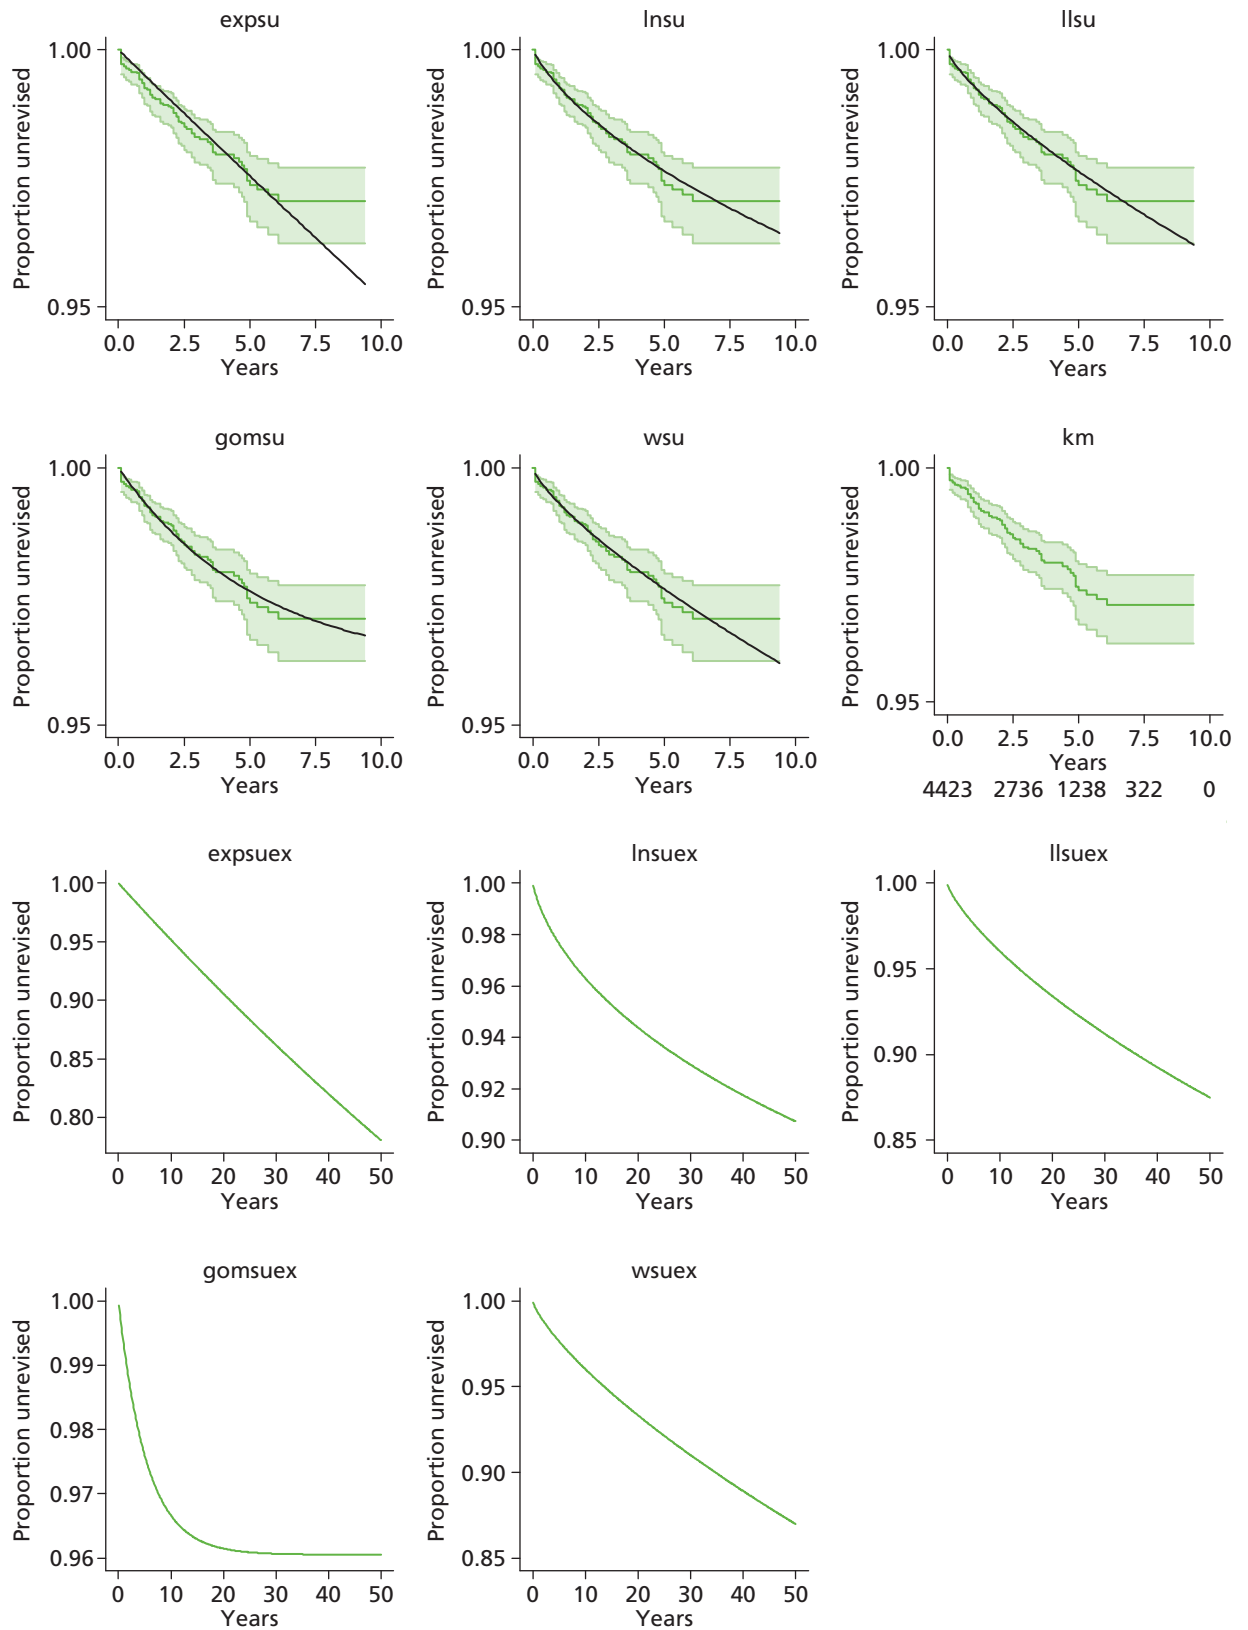 expsu
lnsu
llsu
Proportion unrevised
1.00
0.95
0.0 2.5 5.0 7.5 10.0
Years
Proportion unrevised
1.00
0.95
0.0 2.5 5.0 7.5 10.0
Years
Proportion unrevised
1.00
0.95
0.0 2.5 5.0 7.5 10.0
Years
gomsu
wsu
km
Proportion unrevised
1.00
0.95
0.0 2.5 5.0 7.5 10.0
Years
Proportion unrevised
1.00
0.95
0.0 2.5 5.0 7.5 10.0
Years
Proportion unrevised
1.00
0.95
0.0 2.5 5.0 7.5 10.0
Years
4423 2736 1238 322 0
expsuex
lnsuex
llsuex
Proportion unrevised
1.00
0.95
0.90
0.85
0.80
0 10 20 30 40 50
Years
Proportion unrevised
1.00
0.98
0.96
0.94
0.92
0.90
0 10 20 30 40 50
Years
Proportion unrevised
1.00
0.95
0.90
0.85
0 10 20 30 40 50
Years
gomsuex
wsuex
Proportion unrevised
1.00
0.99
0.98
0.97
0.96
0 10 20 30 40 50
Years
Proportion unrevised
1.00
0.95
0.90
0.85
0 10 20 30 40 50
Years